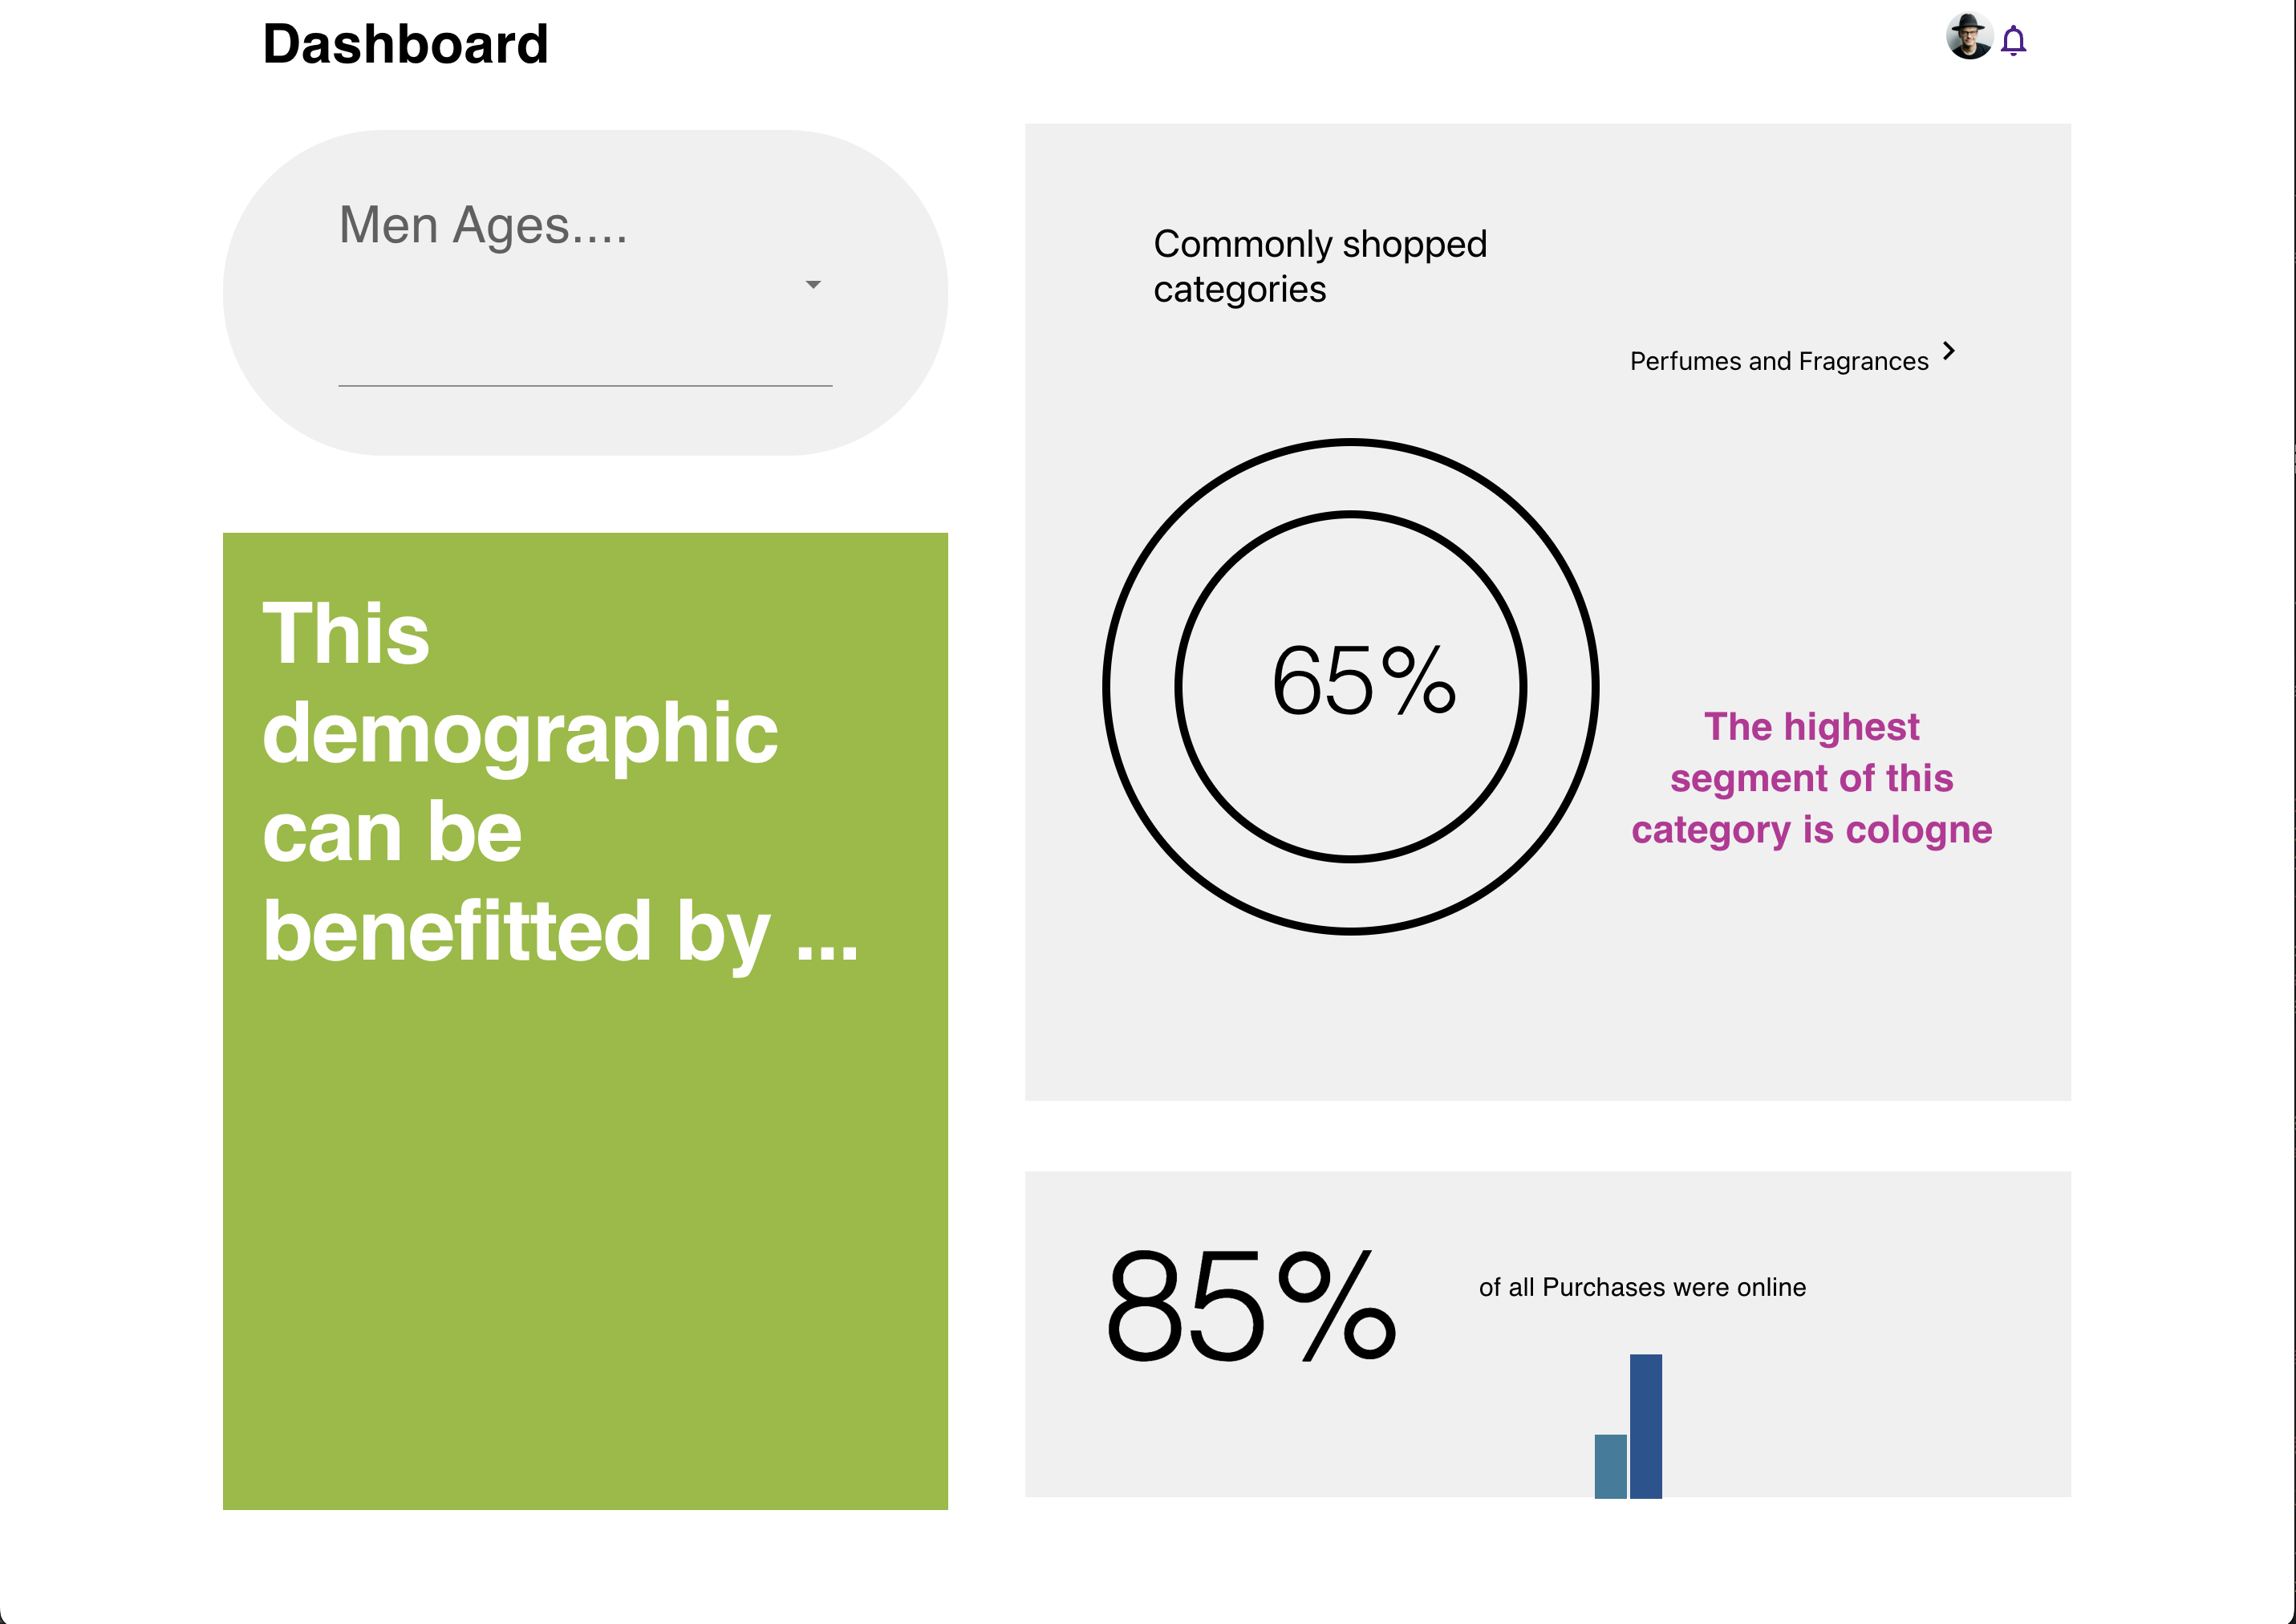 Dashboard
Men Ages....
This
demographic
can be
benefitted by ...
Commonly shopped
categories
Perfumes and Fragrances
65%
The highest
segment of this
category is cologne
85%
of all Purchases were online